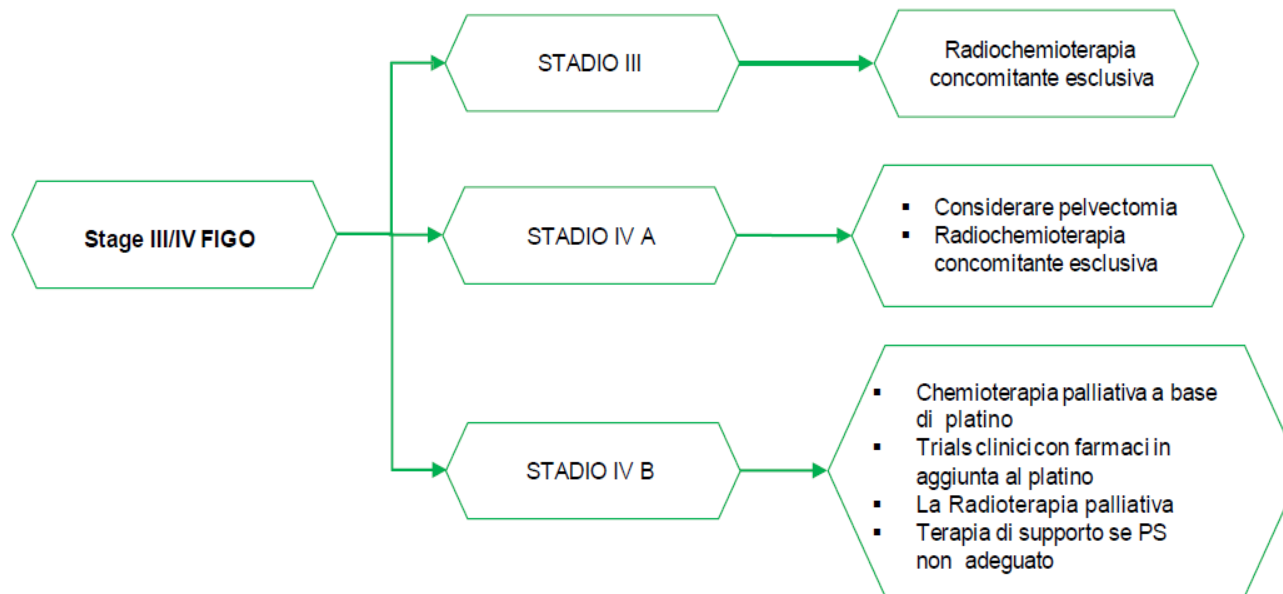 Stage III/IV FIGO
STADIO III
Radiochemioterapia
concomitante esclusiva
STADIO IV A
▪ Considerare pelvectomia
▪ Radiochemioterapia
concomitante esclusiva
STADIO IV B
▪ Chemioterapia palliativa a base
di platino
▪ Trials clinici con farmaci in
aggiunta al platino
▪ La Radioterapia palliativa
▪ Terapia di supporto se PS
non adeguato